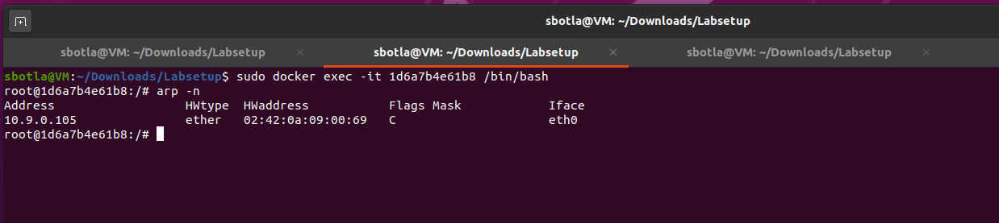 sbotla@VM: ~/Downloads/Labsetup
sbotla@VM: ~/Downloads/Labsetup × sbotla@VM: ~/Downloads/Labsetup × sbotla@VM: ~/Downloads/Labsetup ×
sbotla@VM:~/Downloads/Labsetup$ sudo docker exec -it 1d6a7b4e61b8 /bin/bash
root@1d6a7b4e61b8:/# arp -n
Address HWtype HWaddress Flags Mask Iface
10.9.0.105 ether 02:42:0a:09:00:69 C eth0
root@1d6a7b4e61b8:/#